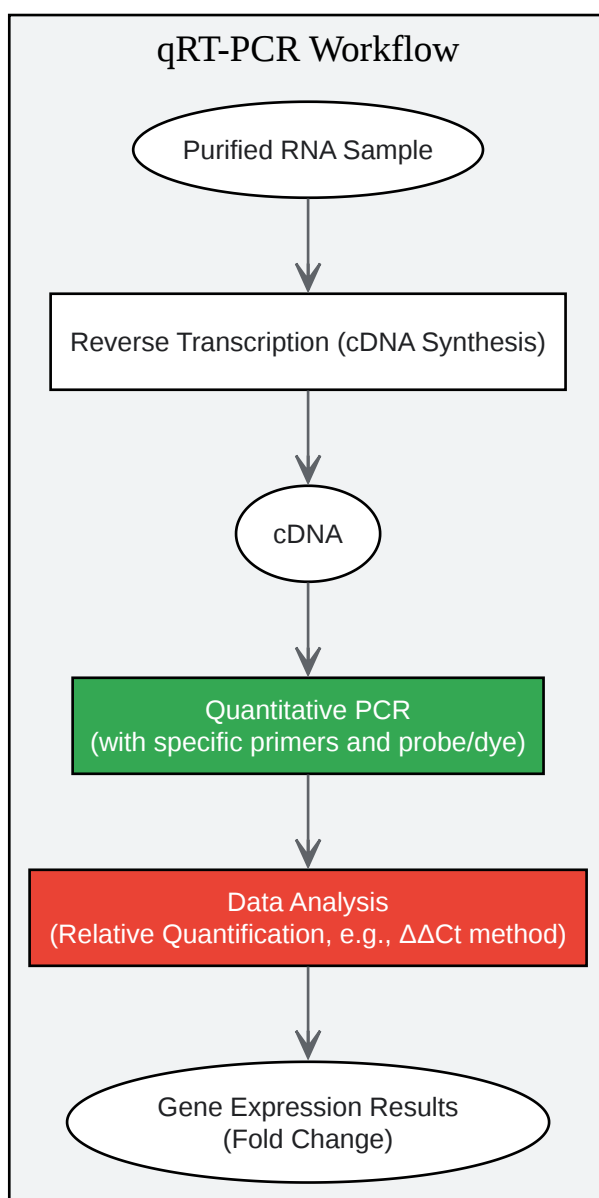 qRT-PCR Workflow
Purified RNA Sample
Reverse Transcription (cDNA Synthesis)
cDNA
Quantitative PCR
(with specific primers and probe/dye)
Data Analysis
(Relative Quantification, e.g., ΔΔCt method)
Gene Expression Results
(Fold Change)